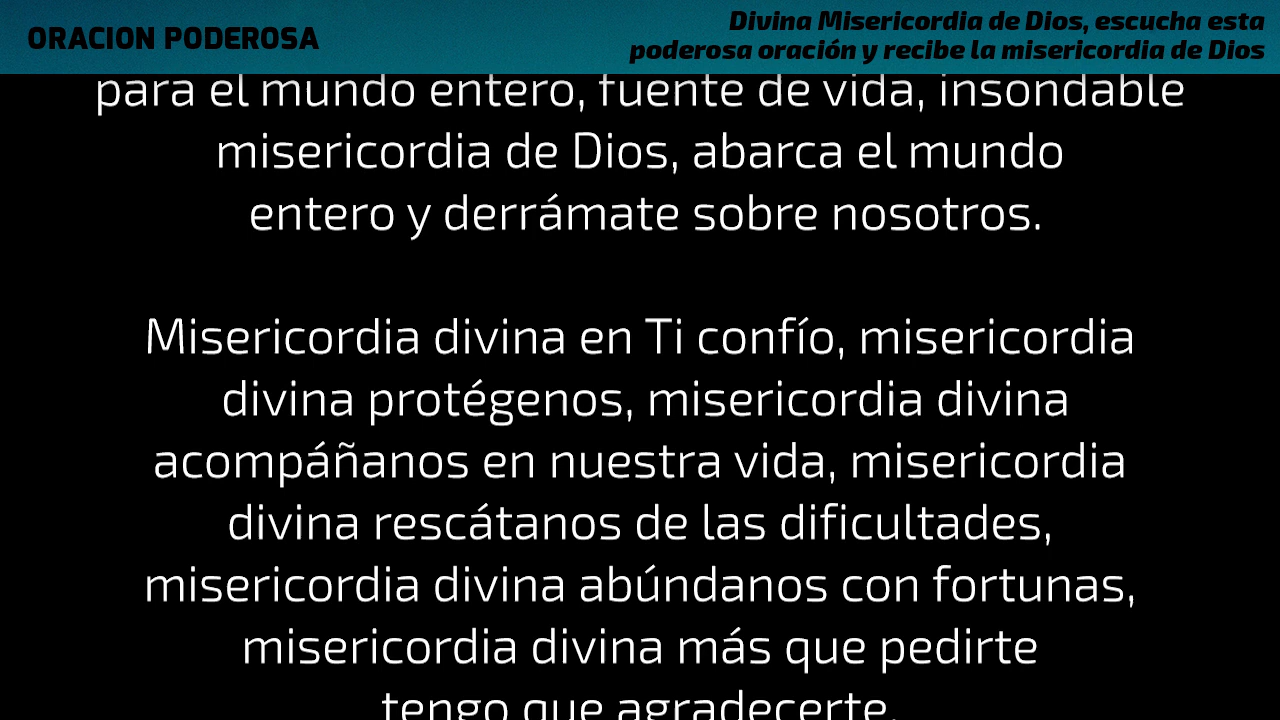 ORACION PODEROSA
Divina Misericordia de Dios, escucha esta
poderosa oración y recibe la misericordia de Dios
para el mundo entero, fuente de vida, insondable
misericordia de Dios, abarca el mundo
entero y derrámate sobre nosotros.
Misericordia divina en Ti confío, misericordia
divina protégenos, misericordia divina
acompáñanos en nuestra vida, misericordia
divina rescátanos de las dificultades,
misericordia divina abúndanos con fortunas,
misericordia divina más que pedirte
tengo que agradecerte.